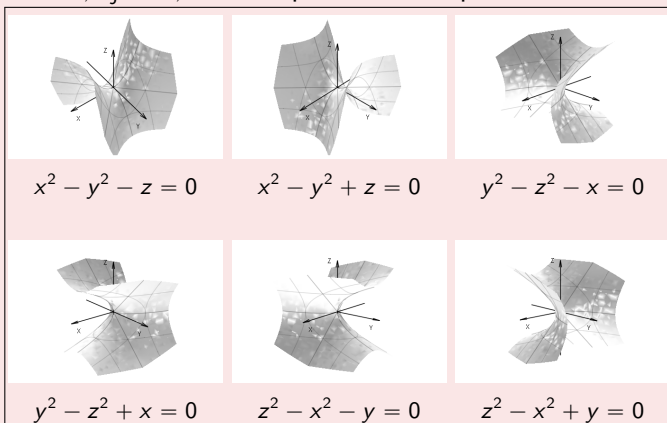 Z X Y Z X Y Z X Y
x² − y² − z = 0 x² − y² + z = 0 y² − z² − x = 0
Z X Y Z X Y Z X Y
y² − z² + x = 0 z² − x² − y = 0 z² − x² + y = 0